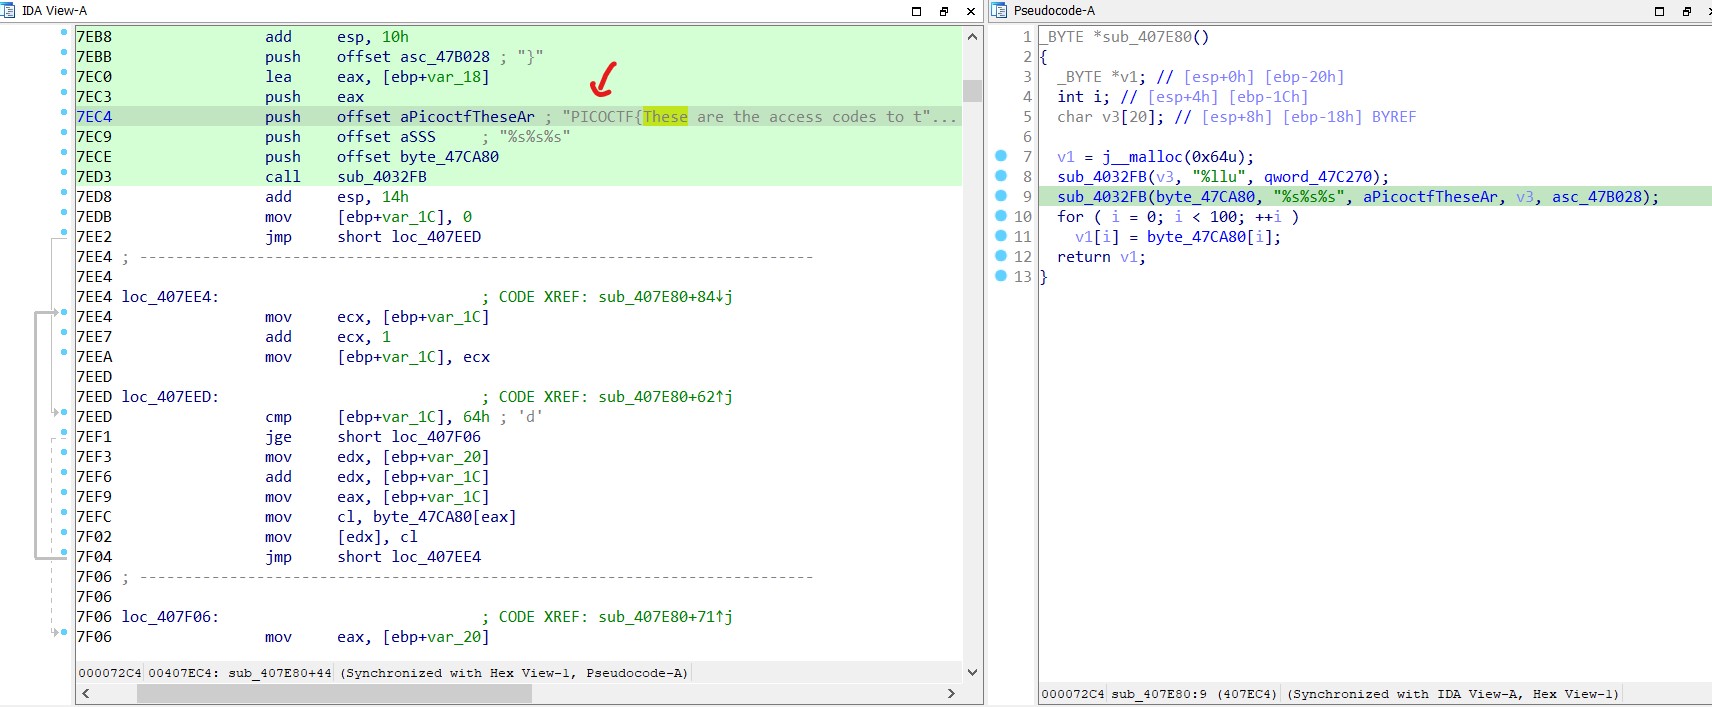 IDA View-A
7EB8 add esp, 10h
7EBB push offset asc_47B028 ; "}"
7EC0 lea eax, [ebp+var_18]
7EC3 push eax
7EC4 push offset aPicoctfTheseAr ; "PICOCTF{These are the access codes to t"...
7EC9 push offset aSSS ; "%s%s%s"
7ECE push offset byte_47CA80
7ED3 call sub_4032FB
7ED8 add esp, 14h
7EDB mov [ebp+var_1C], 0
7EE2 jmp short loc_407EED
7EE4 ; ---------------------------------------------------------------------------
7EE4
7EE4 loc_407EE4: ; CODE XREF: sub_407E80+84↓j
7EE4 mov ecx, [ebp+var_1C]
7EE7 add ecx, 1
7EEA mov [ebp+var_1C], ecx
7EED
7EED loc_407EED: ; CODE XREF: sub_407E80+62↑j
7EED cmp [ebp+var_1C], 64h ; 'd'
7EF1 jge short loc_407F06
7EF3 mov edx, [ebp+var_20]
7EF6 add edx, [ebp+var_1C]
7EF9 mov eax, [ebp+var_1C]
7EFC mov cl, byte_47CA80[eax]
7F02 mov [edx], cl
7F04 jmp short loc_407EE4
7F06 ; ---------------------------------------------------------------------------
7F06
7F06 loc_407F06: ; CODE XREF: sub_407E80+71↑j
7F06 mov eax, [ebp+var_20]
000072C4 00407EC4: sub_407E80+44 (Synchronized with Hex View-1, Pseudocode-A)
Pseudocode-A
1 _BYTE *sub_407E80()
2 {
3 _BYTE *v1; // [esp+0h] [ebp-20h]
4 int i; // [esp+4h] [ebp-1Ch]
5 char v3[20]; // [esp+8h] [ebp-18h] BYREF
6
7 v1 = j__malloc(0x64u);
8 sub_4032FB(v3, "%llu", qword_47C270);
9 sub_4032FB(byte_47CA80, "%s%s%s", aPicoctfTheseAr, v3, asc_47B028);
10 for ( i = 0; i < 100; ++i )
11 v1[i] = byte_47CA80[i];
12 return v1;
13 }
000072C4 sub_407E80:9 (407EC4) (Synchronized with IDA View-A, Hex View-1)